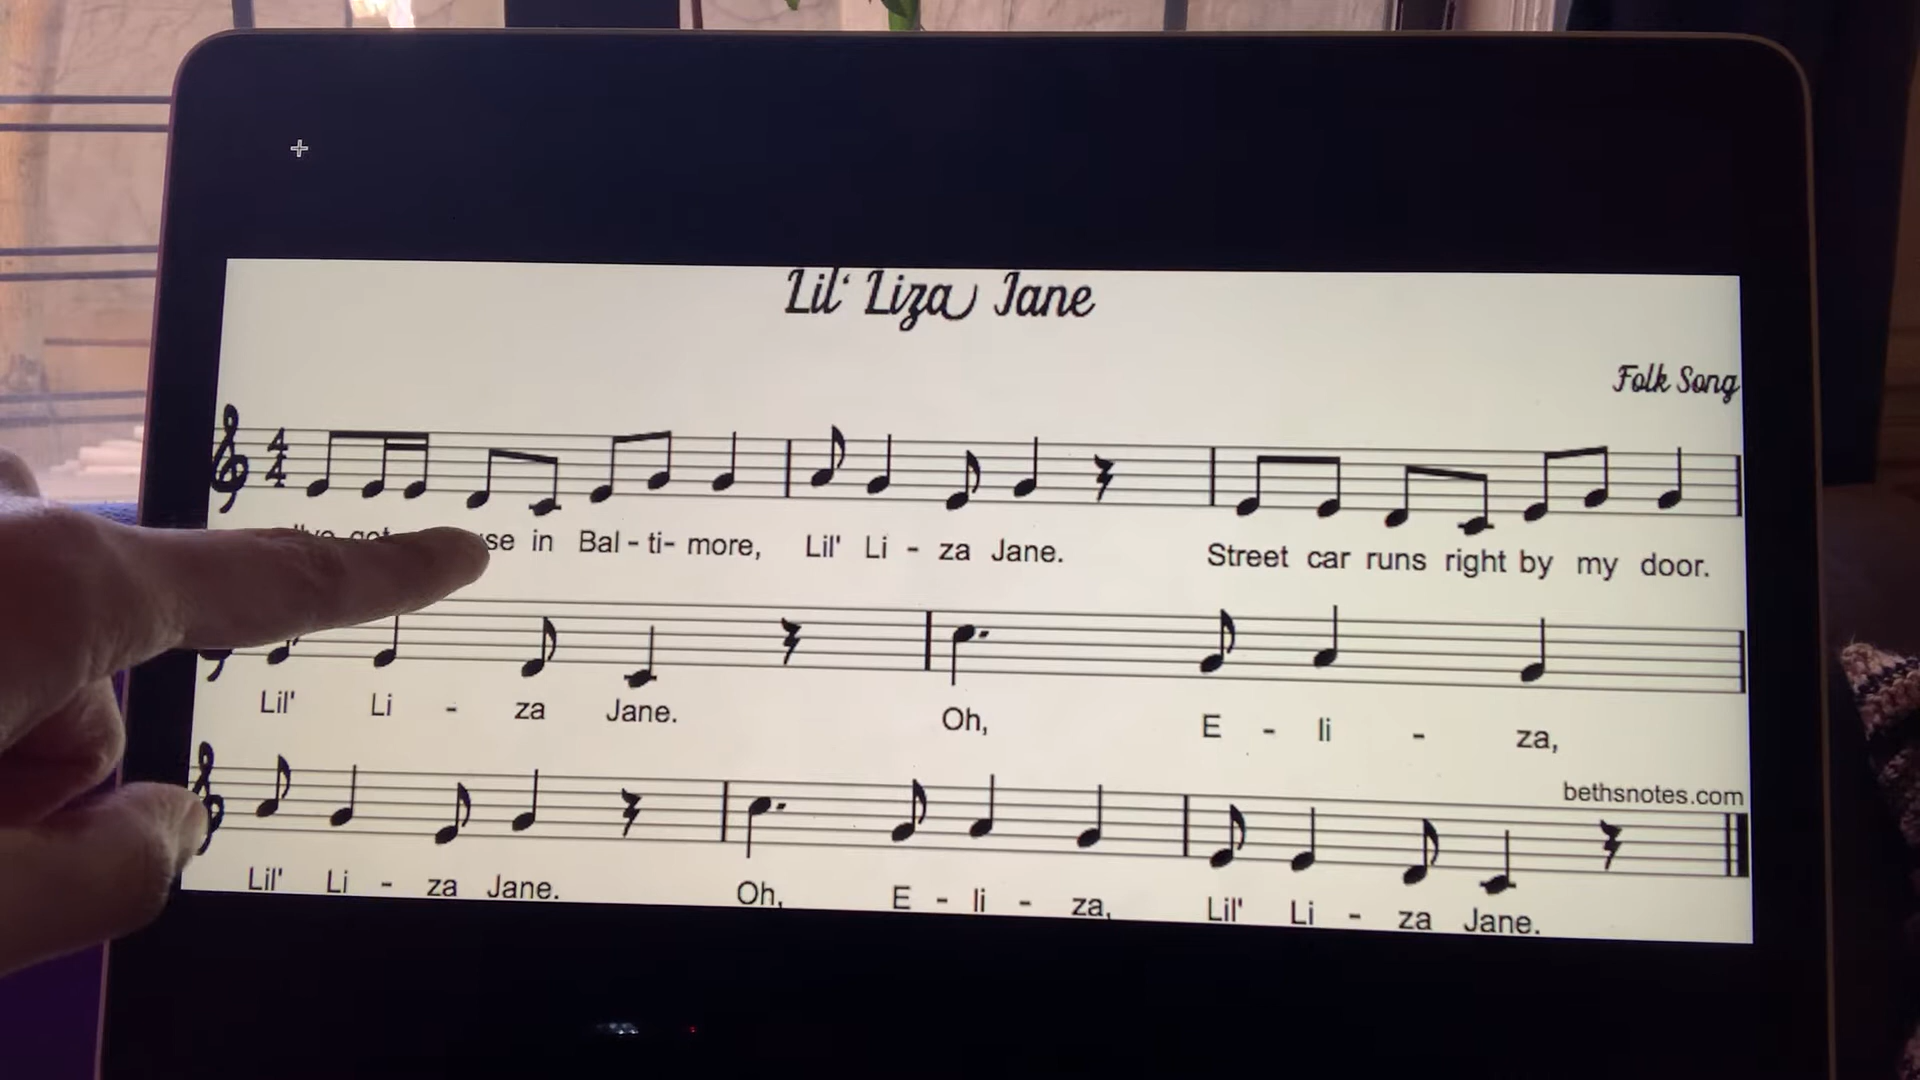 Lil' Liza Jane
Folk Song
4
4
in Bal - ti - more, Lil' Li - za Jane. Street car runs right by my door.
Lil' Li - za Jane. Oh, E - li - za,
bethsnotes.com
Lil' Li - za Jane. Oh, E - li - za, Lil' Li - za Jane.